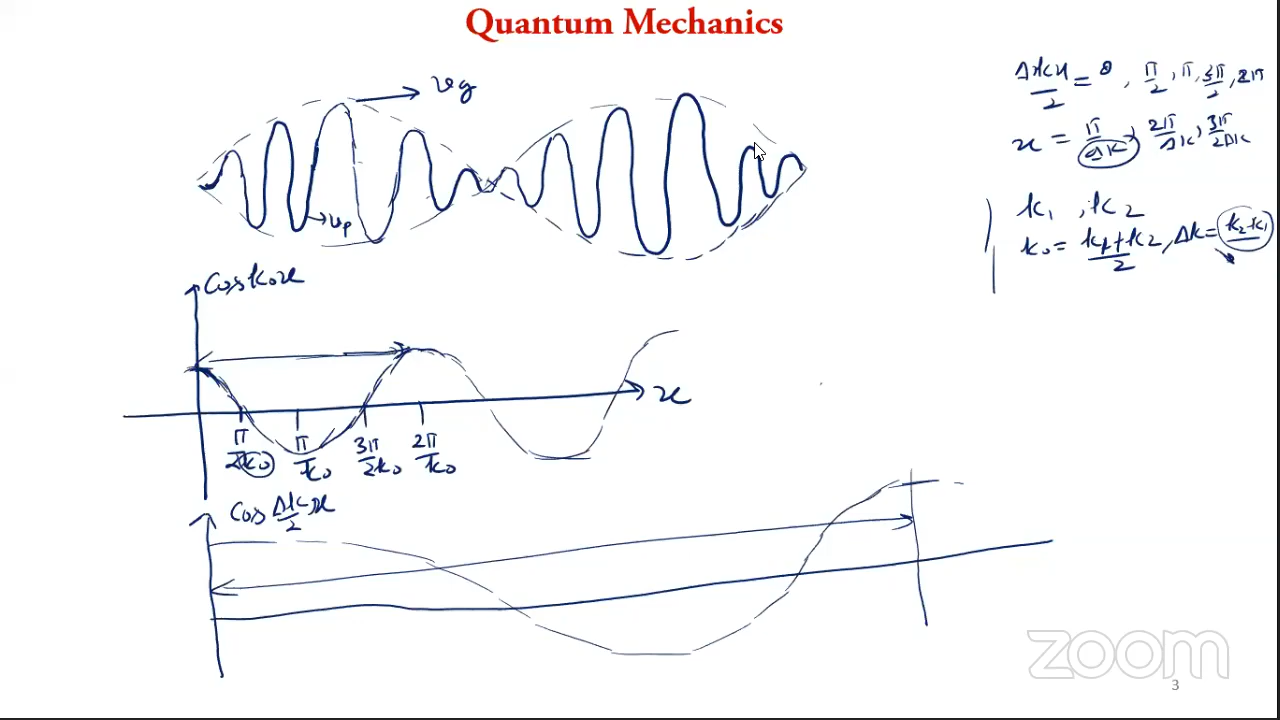 Quantum Mechanics
vg
vp
Δkx/2 = 0, π/2, π, 3π/2, 2π
x = π/Δk, 2π/Δk, 3π/2Δk
k₁, k₂
k₀ = k₁+k₂/2, Δk = k₂-k₁
Cos k₀x
x
π/2k₀ π/k₀ 3π/2k₀ 2π/k₀
Cos Δk/2 x
zoom
3